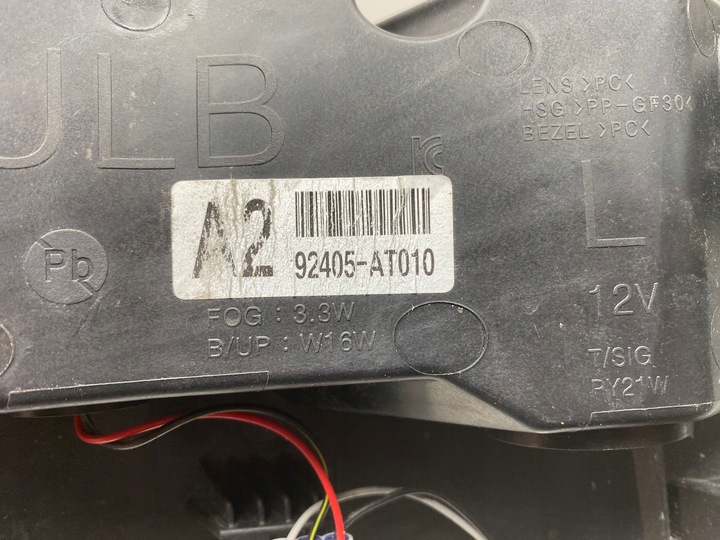 ULB
LENS >PC<
HSG >PP-GF30<
BEZEL >PC<
A2
92405-AT010
L
Pb
FOG : 3.3W
B/UP : W16W
12V
T/SIG
PY21W